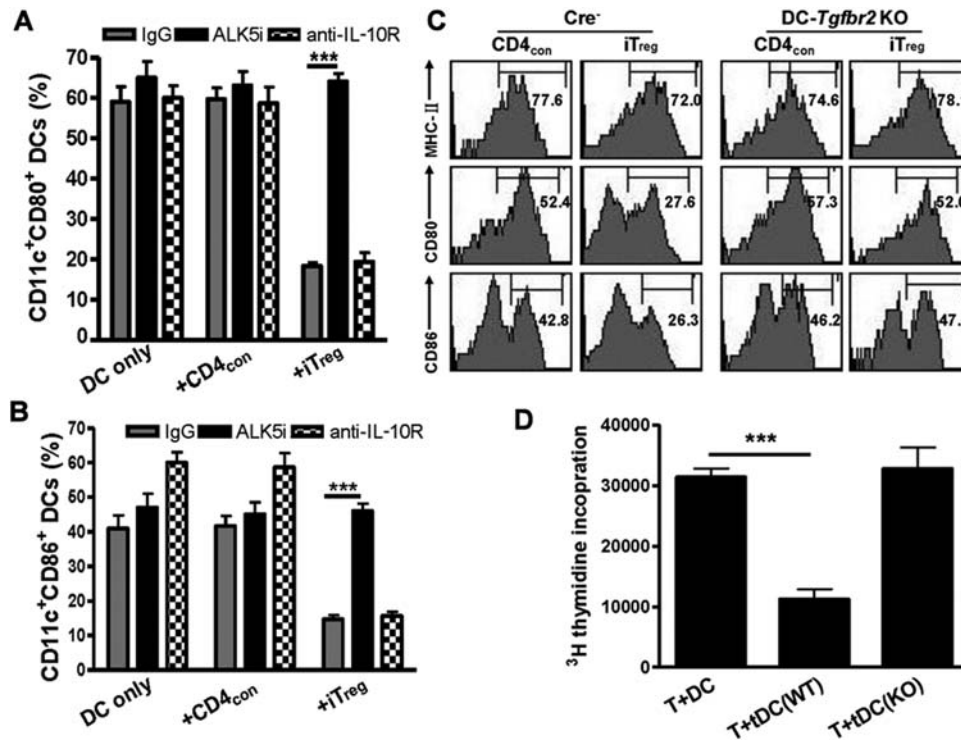 A
IgG ALK5i anti-IL-10R
***
CD11c+CD80+ DCs (%)
70
60
50
40
30
20
10
0
DC only
+CD4con
+iTreg
B
IgG ALK5i anti-IL-10R
***
CD11c+CD86+ DCs (%)
70
60
50
40
30
20
10
0
DC only
+CD4con
+iTreg
C
Cre- DC-Tgfbr2 KO
CD4con iTreg CD4con iTreg
MHC-II
77.6 72.0 74.6 78.
CD80
52.4 27.6 57.3 52.0
CD86
42.8 26.3 46.2 47.
D
***
3H thymidine incopration
40000
30000
20000
10000
0
T+DC
T+tDC(WT)
T+tDC(KO)